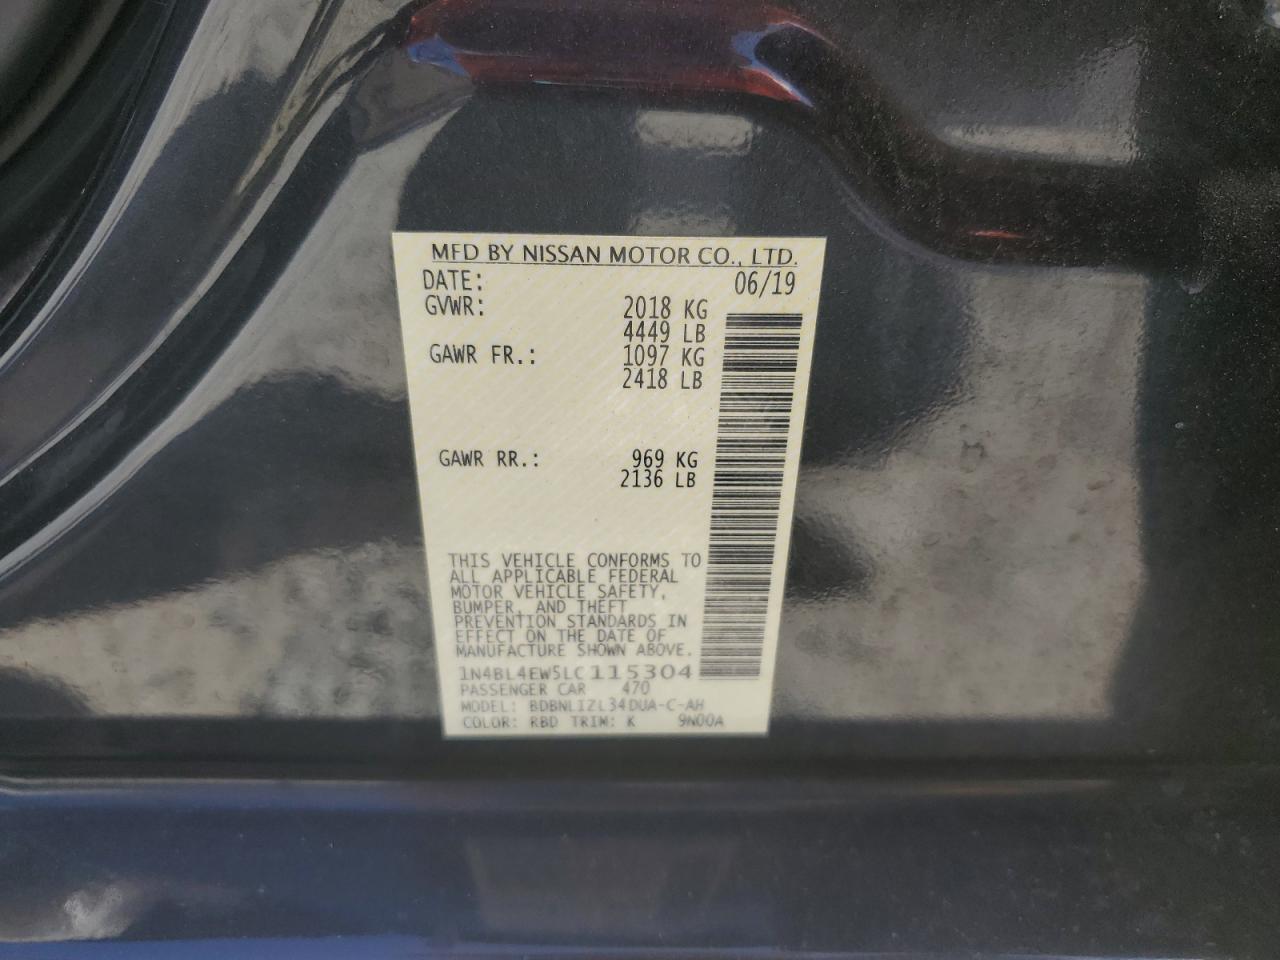 MFD BY NISSAN MOTOR CO., LTD.
DATE: 06/19
GVWR: 2018 KG
4449 LB
GAWR FR.: 1097 KG
2418 LB
GAWR RR.: 969 KG
2136 LB
THIS VEHICLE CONFORMS TO
ALL APPLICABLE FEDERAL
MOTOR VEHICLE SAFETY,
BUMPER, AND THEFT
PREVENTION STANDARDS IN
EFFECT ON THE DATE OF
MANUFACTURE SHOWN ABOVE.
1N4BL4EW5LC115304
PASSENGER CAR 470
MODEL: BDBNLIZL34DUA-C-AH
COLOR: RBD TRIM: K 9N00A